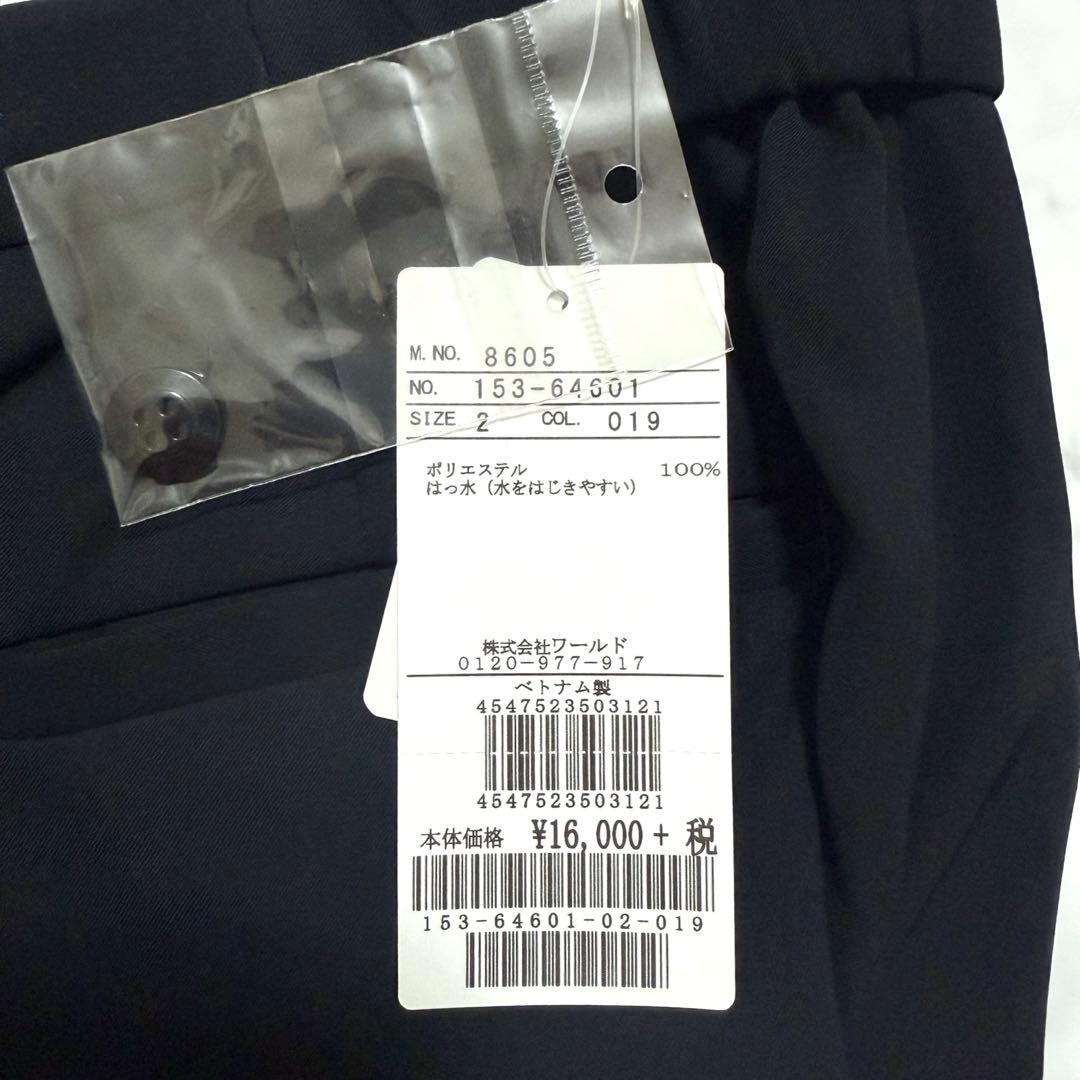 M. NO. 8605
NO. 153-64601
SIZE 2 COL. 019
ポリエステル 100%
はっ水（水をはじきやすい）
株式会社ワールド
0120-977-917
ベトナム製
4547523503121
4547523503121
本体価格 ¥16,000 + 税
153-64601-02-019